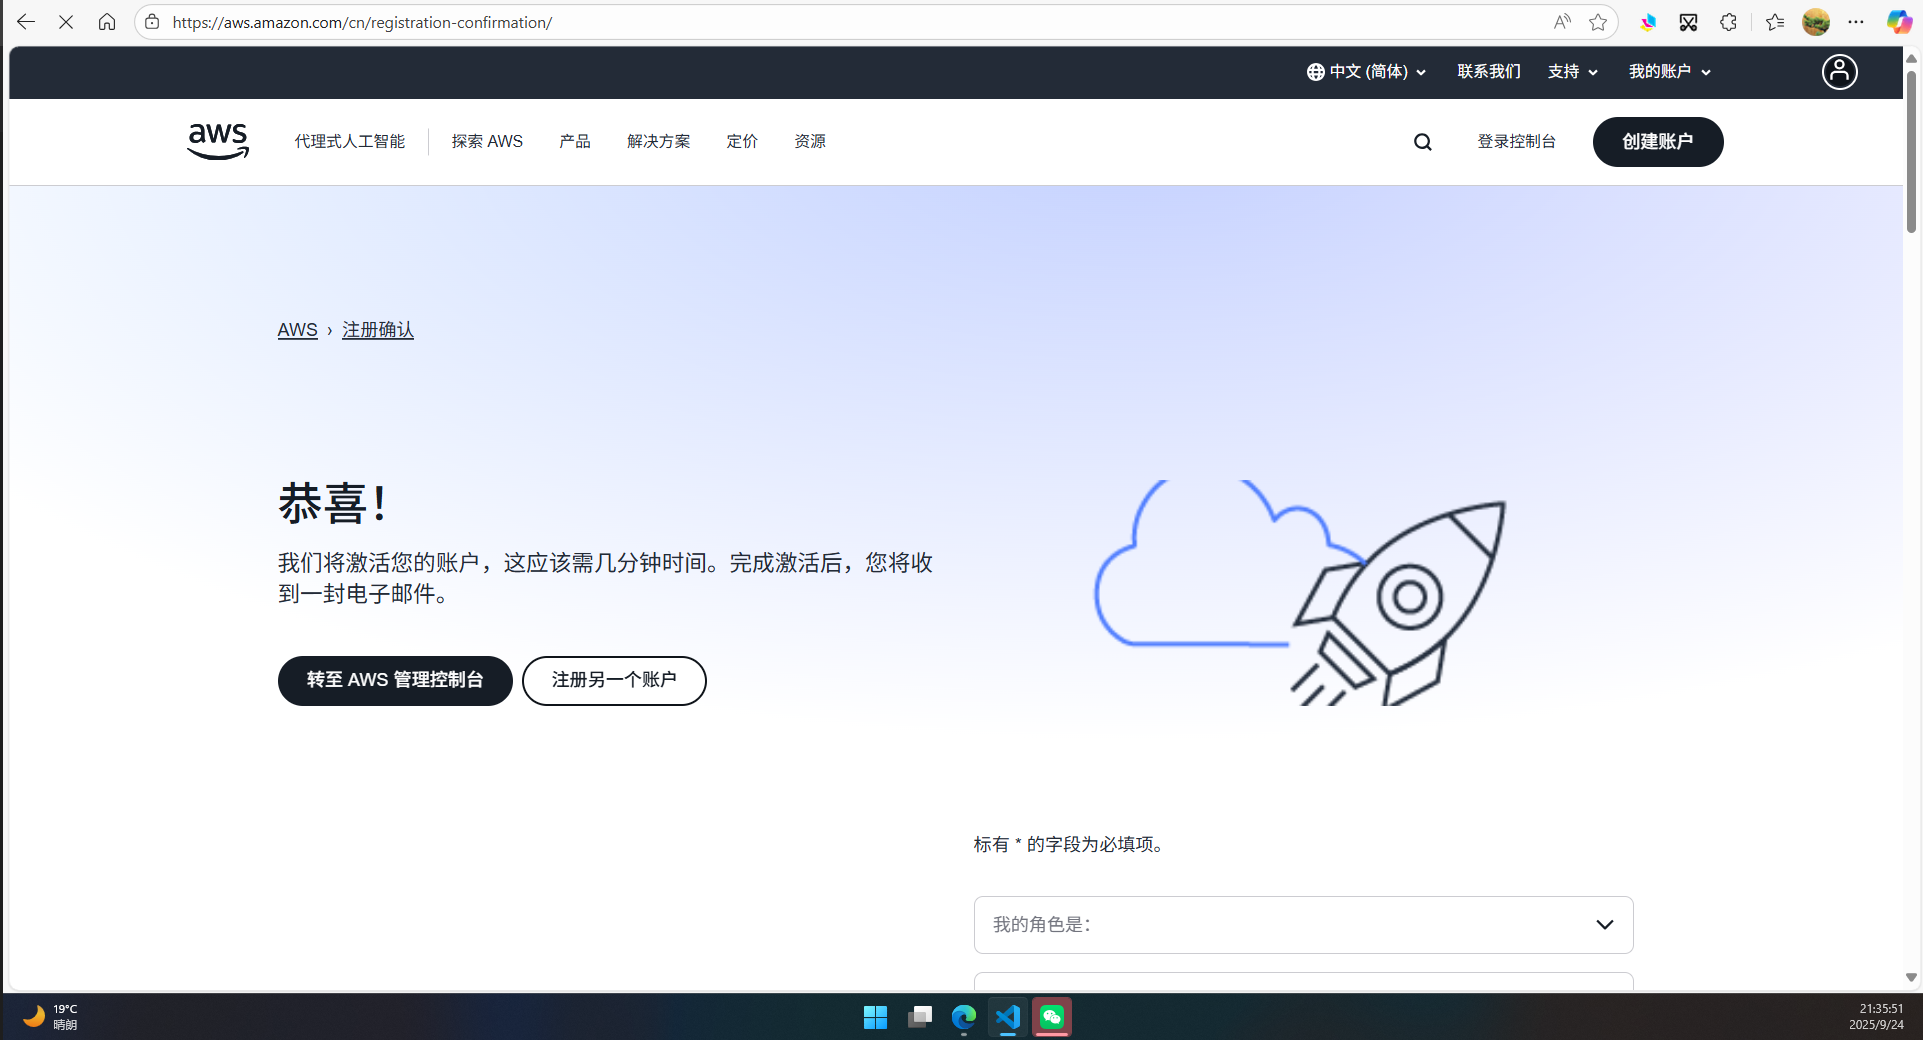 https://aws.amazon.com/cn/registration-confirmation/
中文 (简体)
联系我们
支持
我的账户
aws
代理式人工智能
探索 AWS
产品
解决方案
定价
资源
登录控制台
创建账户
AWS › 注册确认
恭喜！
我们将激活您的账户，这应该需几分钟时间。完成激活后，您将收
到一封电子邮件。
转至 AWS 管理控制台
注册另一个账户
标有 * 的字段为必填项。
我的角色是：
19°C
晴朗
21:35:51
2025/9/24